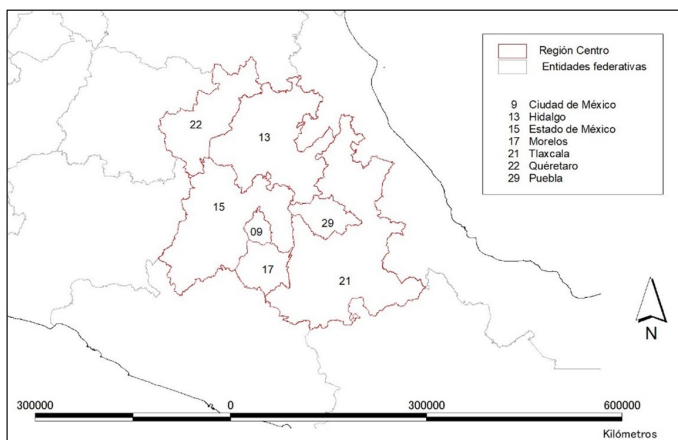 Región Centro
Entidades federativas
9 Ciudad de México
13 Hidalgo
15 Estado de México
17 Morelos
21 Tlaxcala
22 Quéretaro
29 Puebla
22
13
15
09
29
17
21
N
300000 0 300000 600000
Kilómetros